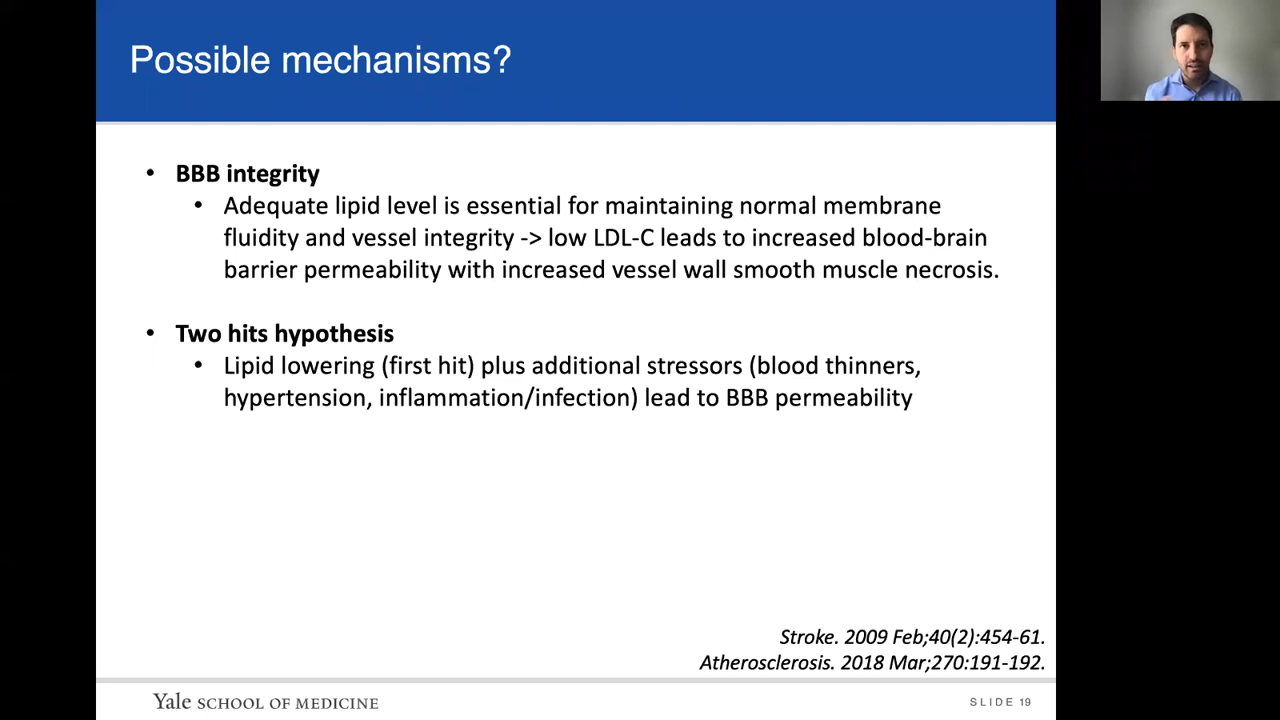 Possible mechanisms?
• BBB integrity
• Adequate lipid level is essential for maintaining normal membrane
fluidity and vessel integrity -> low LDL-C leads to increased blood-brain
barrier permeability with increased vessel wall smooth muscle necrosis.
• Two hits hypothesis
• Lipid lowering (first hit) plus additional stressors (blood thinners,
hypertension, inflammation/infection) lead to BBB permeability
Stroke. 2009 Feb;40(2):454-61.
Atherosclerosis. 2018 Mar;270:191-192.
Yale SCHOOL OF MEDICINE
SLIDE 19